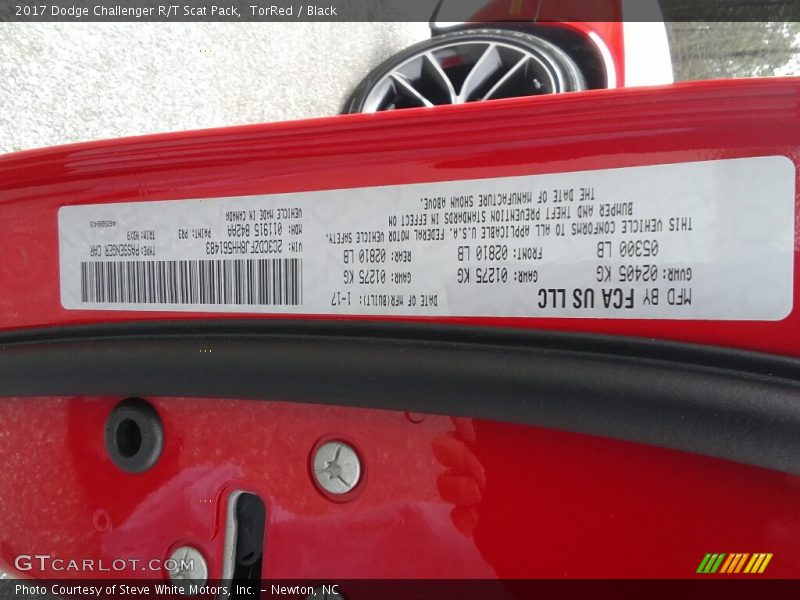 2017 Dodge Challenger R/T Scat Pack, TorRed / Black
MFD BY FCA US LLC
DATE OF MFR(BUILT): 1-17
GVWR: 02405 KG
GAWR: 01275 KG
GAWR: 01275 KG
05300 LB
FRONT: 02810 LB
REAR: 02810 LB
THIS VEHICLE CONFORMS TO ALL APPLICABLE U.S.A. FEDERAL MOTOR VEHICLE SAFETY,
BUMPER AND THEFT PREVENTION STANDARDS IN EFFECT ON
THE DATE OF MANUFACTURE SHOWN ABOVE.
VIN: 2C3CDZFJ8HH561483
TYPE: PASSENGER CAR
MDH: 011915 842AA
PAINT: PR3
TRIM: HDX9
VEHICLE MADE IN CANADA
4658843
GTCARLOT.COM
Photo Courtesy of Steve White Motors, Inc. - Newton, NC